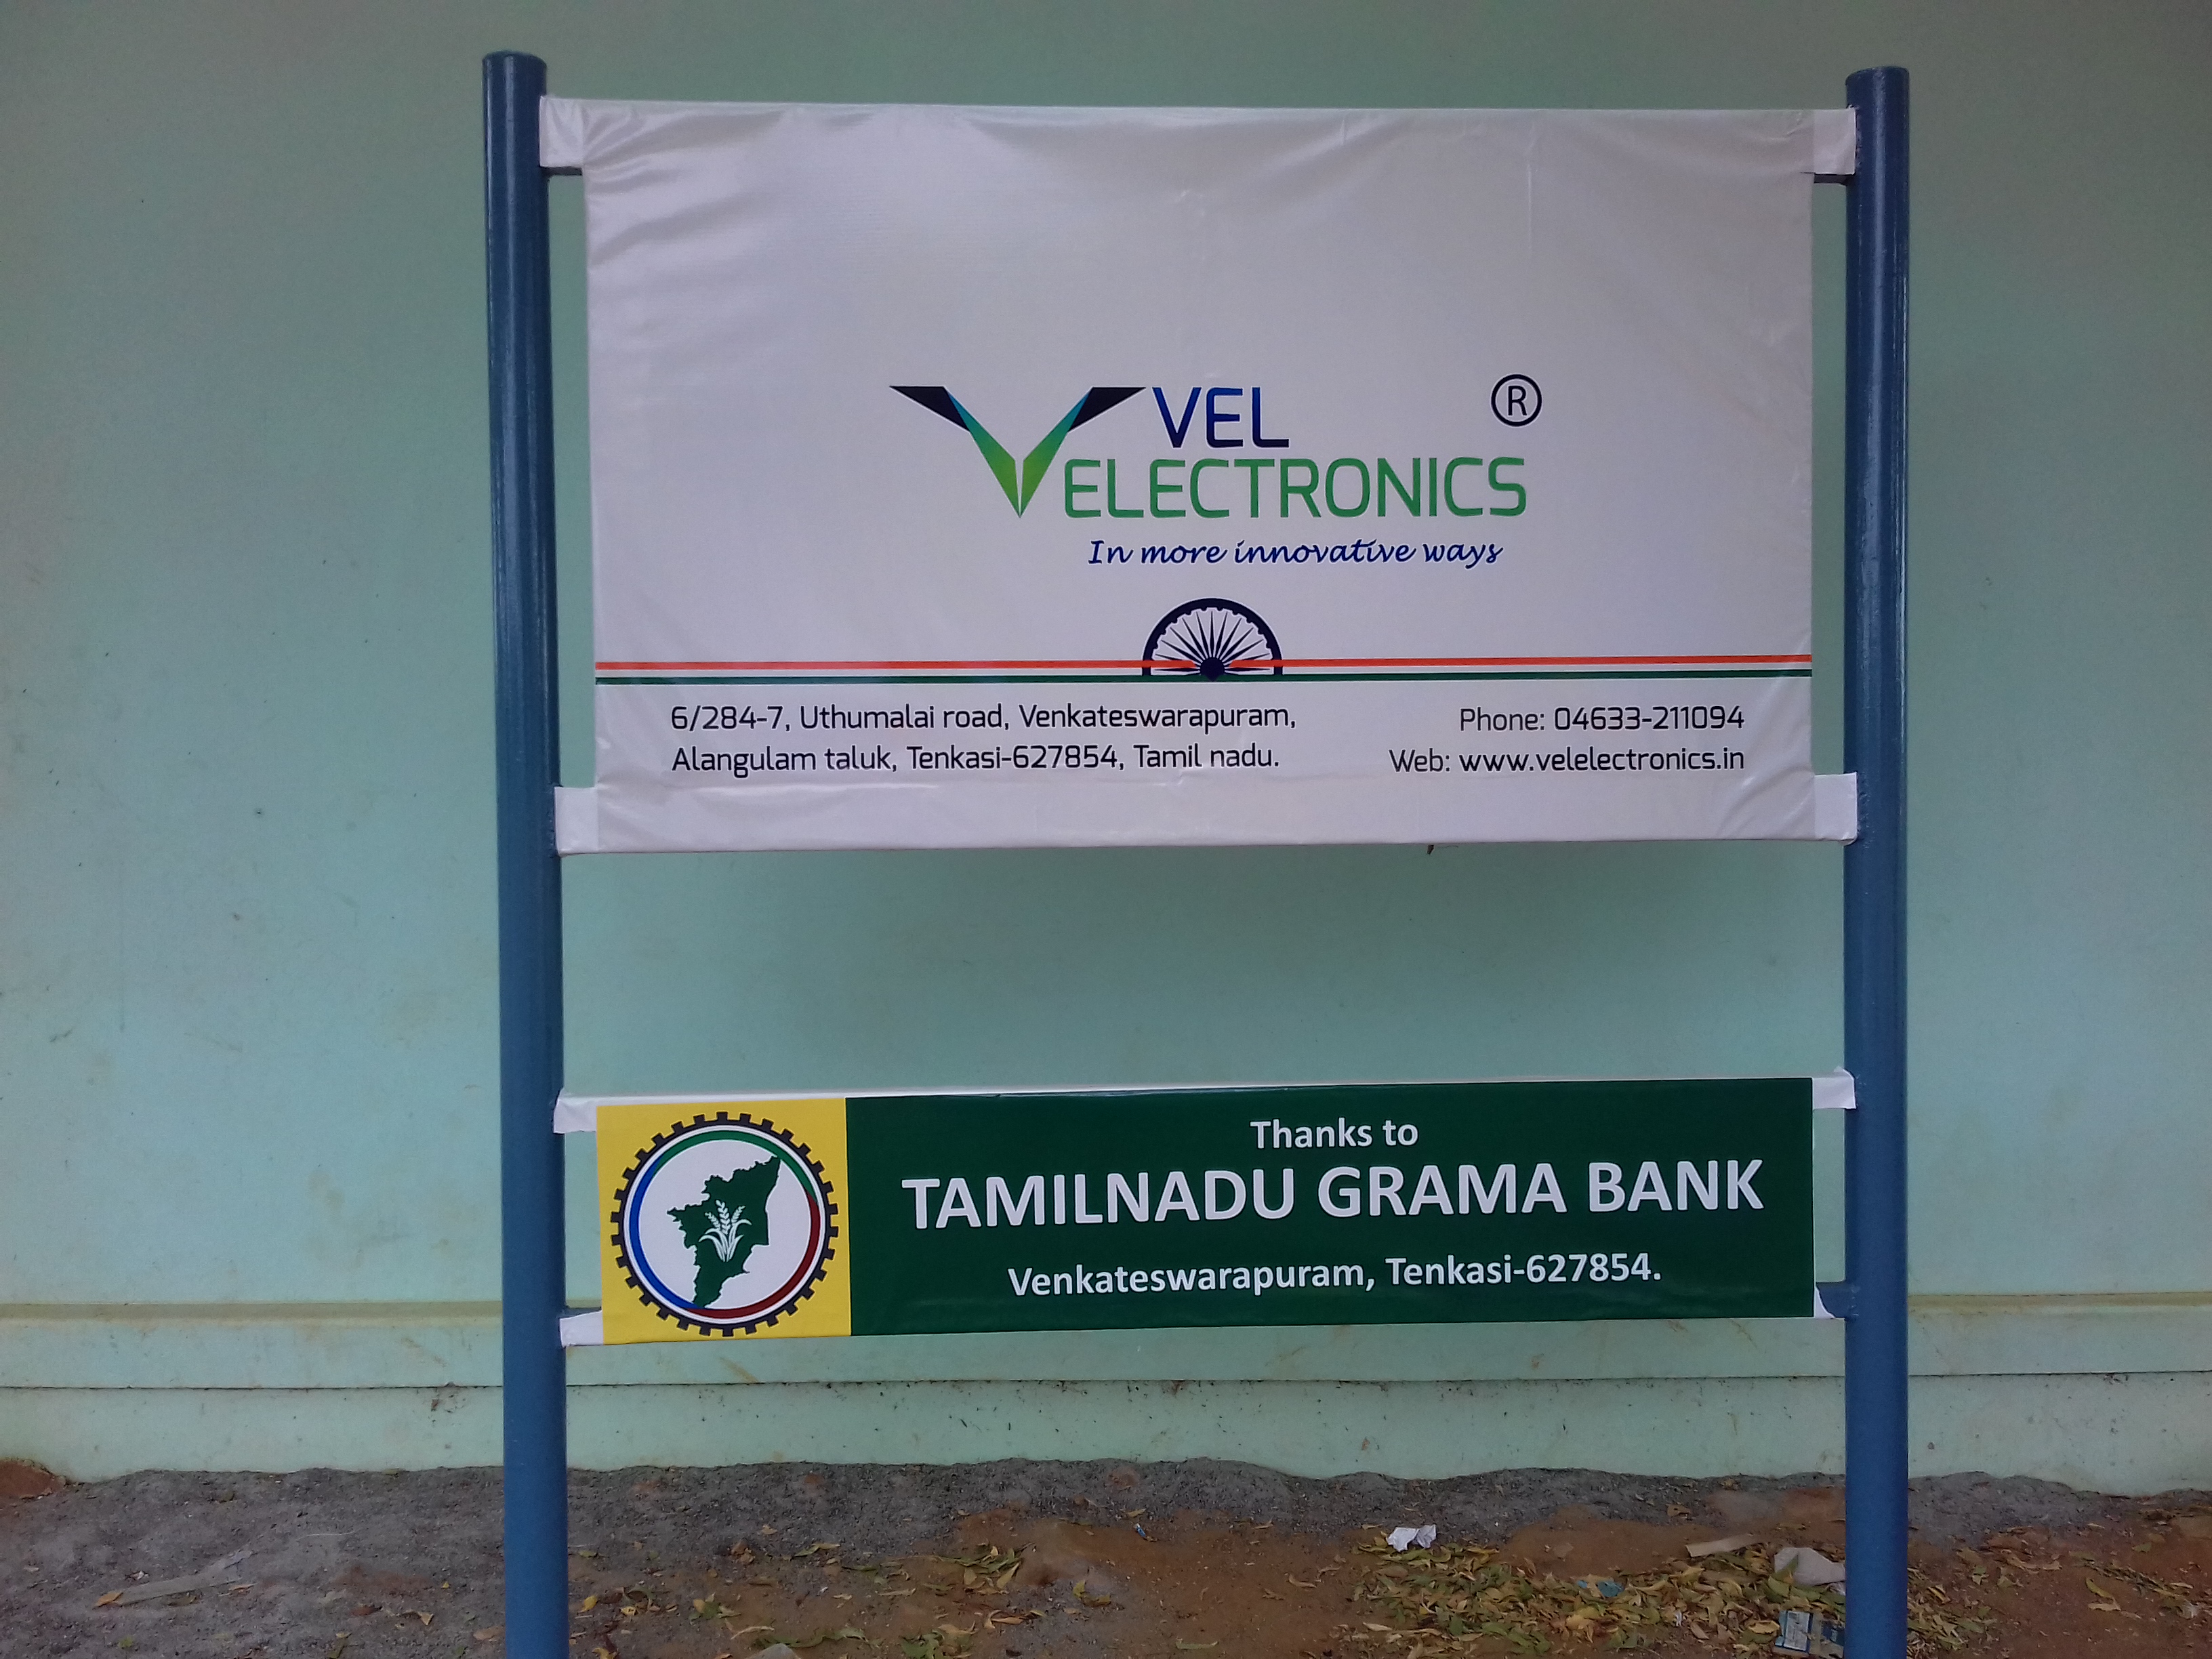 VEL ®
ELECTRONICS
In more innovative ways
6/284-7, Uthumalai road, Venkateswarapuram,
Alangulam taluk, Tenkasi-627854, Tamil nadu.
Phone: 04633-211094
Web: www.velelectronics.in
Thanks to
TAMILNADU GRAMA BANK
Venkateswarapuram, Tenkasi-627854.